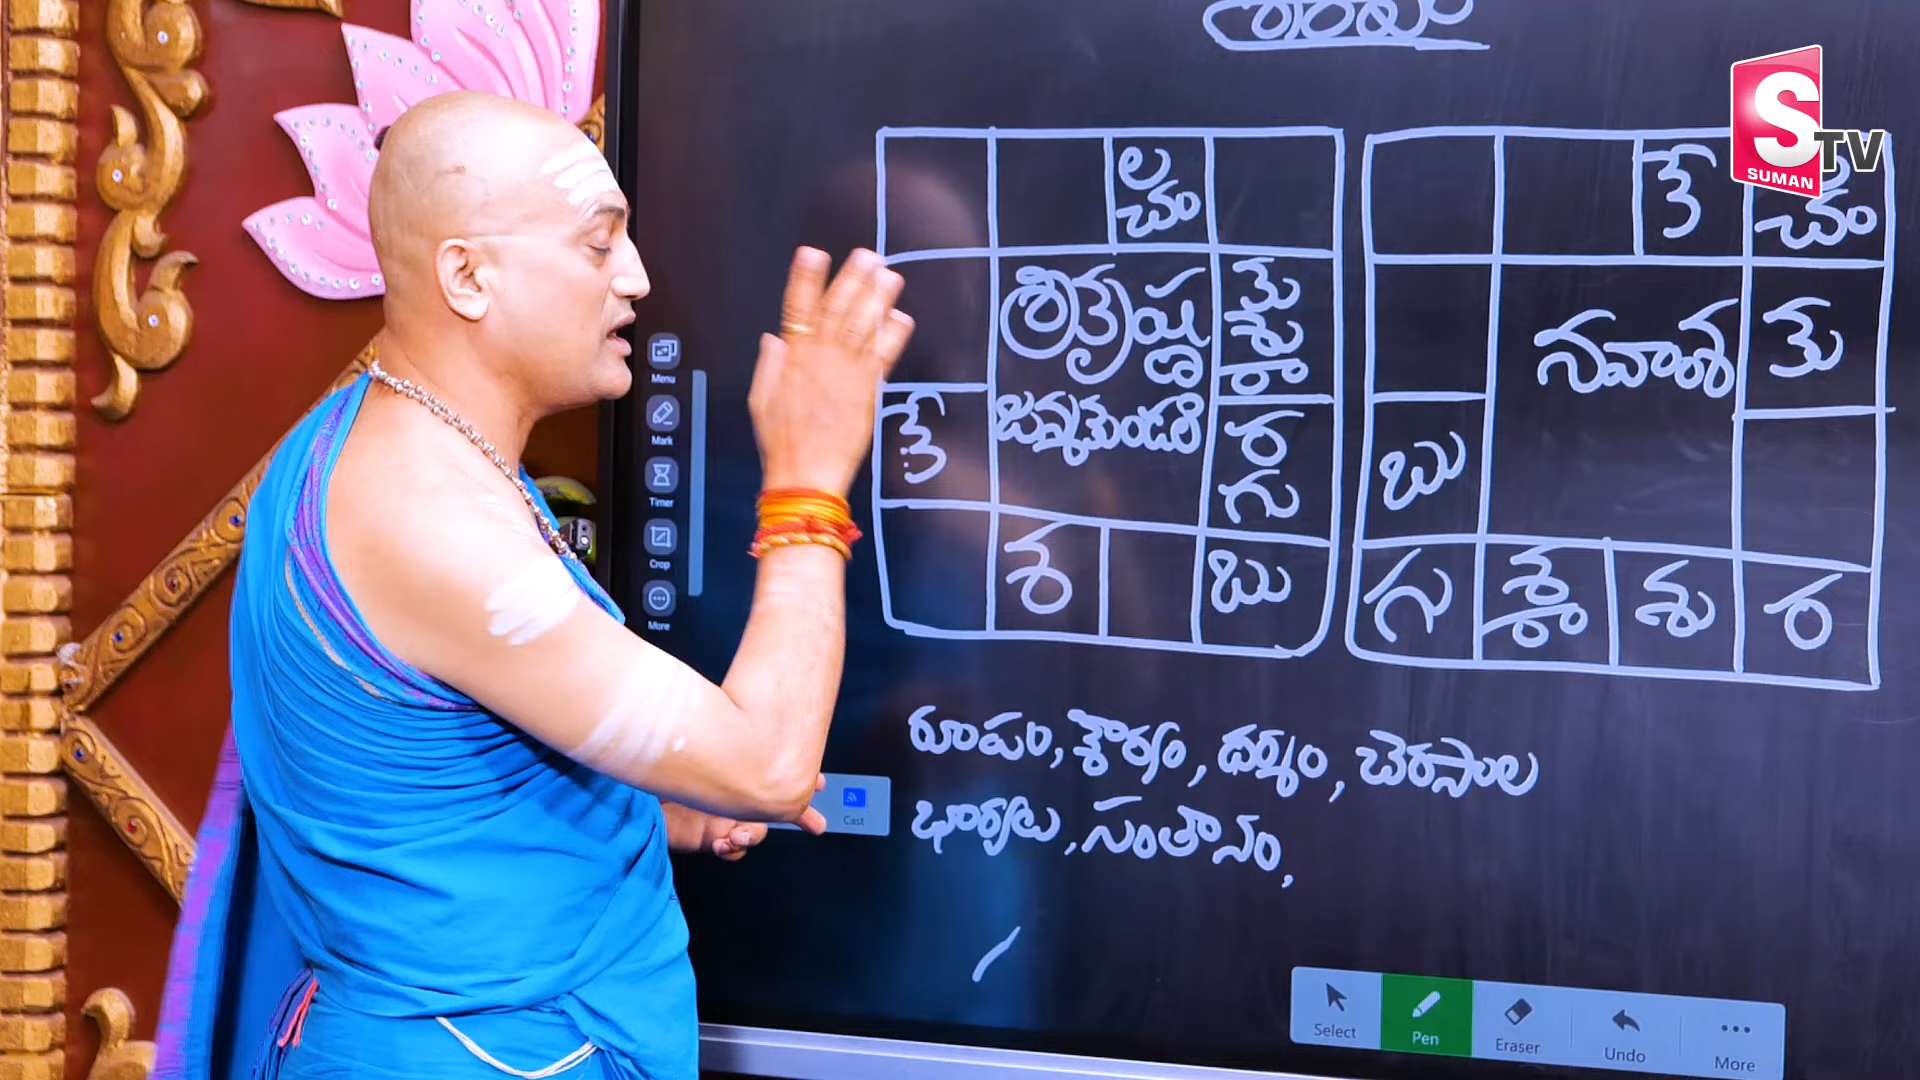 S
TV
SUMAN
ల
చం
కే
చం
శ్రీకృష్ణ
జన్మకుండలి
కు
శు
రా
కే
ర
గు
శ
బు
నవాంశ
కు
బు
గు
శ
రా
శు
ర
రూపం, శౌర్యం, ధర్మం, చెరసాల
భార్యలు, సంతానం,
Menu
Mark
Timer
Crop
More
Cast
Select
Pen
Eraser
Undo
More